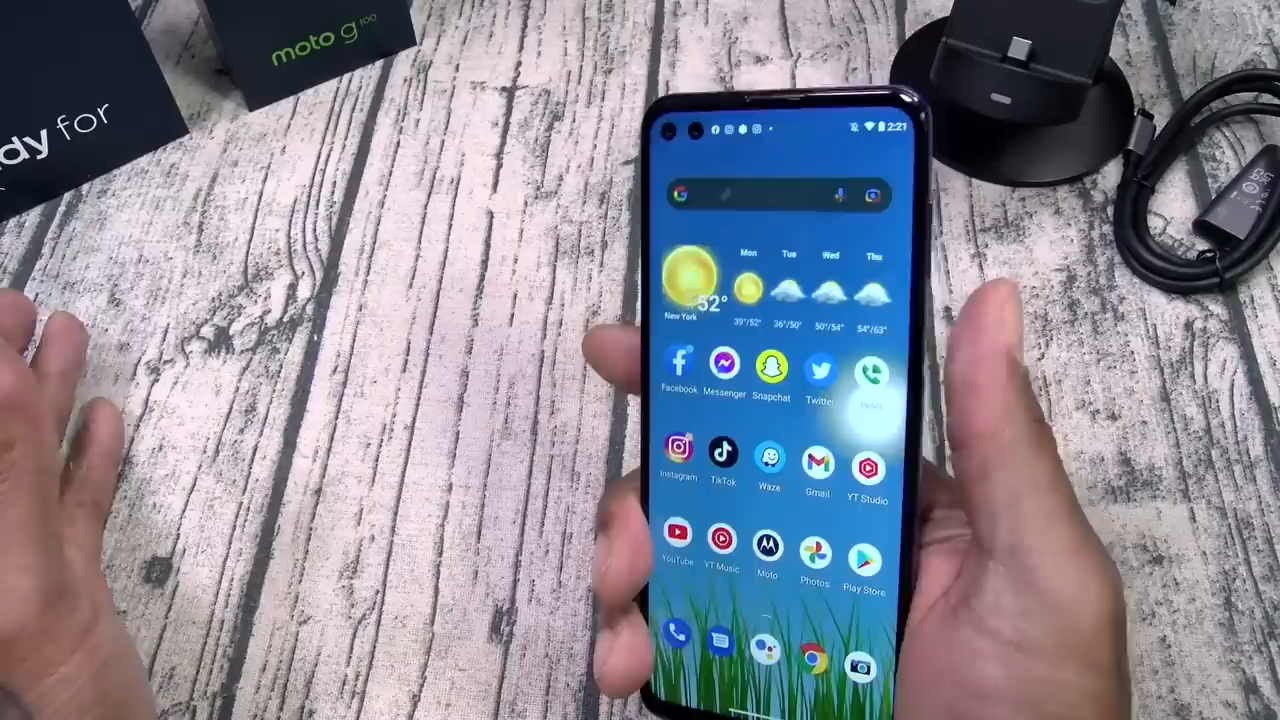 moto g100
dy for
2:21
Mon Tue Wed Thu
52°
New York
39°/52° 36°/50° 50°/54° 54°/63°
Facebook Messenger Snapchat Twitter
Instagram TikTok Waze Gmail YT Studio
YouTube YT Music Moto Photos Play Store